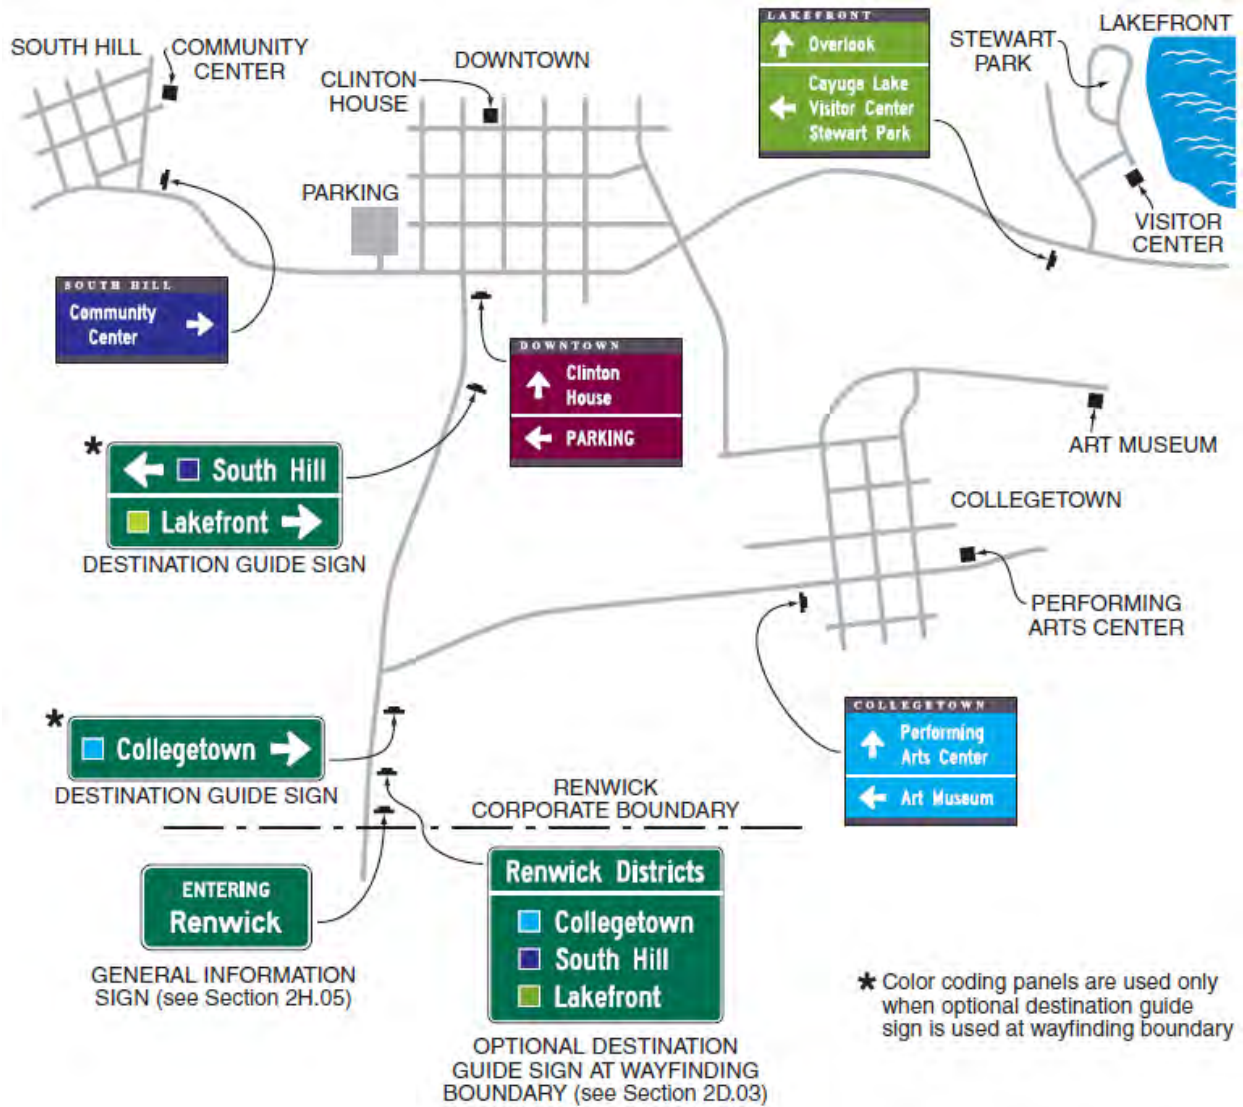 SOUTH HILL
COMMUNITY
CENTER
CLINTON
HOUSE
DOWNTOWN
LAKEFRONT
Overlook
Cayuga Lake
Visitor Center
Stewart Park
STEWART
PARK
LAKEFRONT
PARKING
VISITOR
CENTER
SOUTH HILL
Community
Center
DOWNTOWN
Clinton
House
PARKING
* South Hill
Lakefront
DESTINATION GUIDE SIGN
ART MUSEUM
COLLEGETOWN
PERFORMING
ARTS CENTER
* Collegetown
DESTINATION GUIDE SIGN
COLLEGETOWN
Performing
Arts Center
Art Museum
RENWICK
CORPORATE BOUNDARY
ENTERING
Renwick
GENERAL INFORMATION
SIGN (see Section 2H.05)
Renwick Districts
Collegetown
South Hill
Lakefront
OPTIONAL DESTINATION
GUIDE SIGN AT WAYFINDING
BOUNDARY (see Section 2D.03)
* Color coding panels are used only
when optional destination guide
sign is used at wayfinding boundary